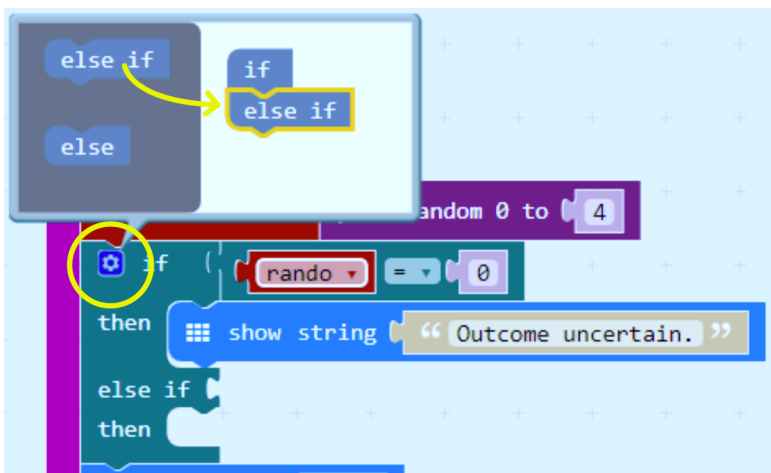 else if
if
else if
else
andom 0 to 4
if rando = 0
then show string “ Outcome uncertain. ”
else if
then